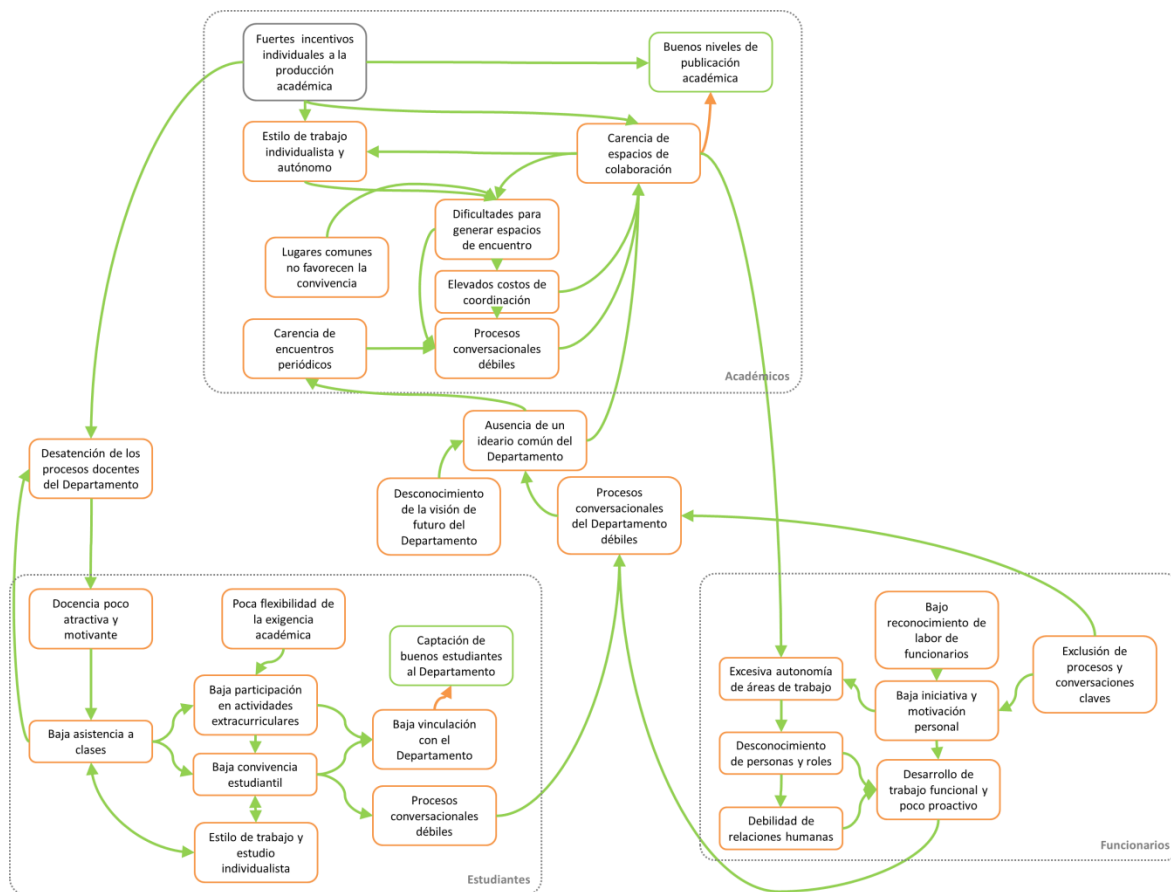 Fuertes incentivos
individuales a la
producción
académica
Buenos niveles de
publicación
académica
Estilo de trabajo
individualista y
autónomo
Carencia de
espacios de
colaboración
Dificultades para
generar espacios
de encuentro
Lugares comunes
no favorecen la
convivencia
Elevados costos de
coordinación
Carencia de
encuentros
periódicos
Procesos
conversacionales
débiles
Académicos
Ausencia de un
ideario común del
Departamento
Desatención de los
procesos docentes
del Departamento
Desconocimiento
de la visión de
futuro del
Departamento
Procesos
conversacionales
del Departamento
débiles
Docencia poco
atractiva y
motivante
Poca flexibilidad de
la exigencia
académica
Captación de
buenos estudiantes
al Departamento
Baja participación
en actividades
extracurriculares
Baja asistencia a
clases
Baja vinculación
con el
Departamento
Baja convivencia
estudiantil
Procesos
conversacionales
débiles
Estilo de trabajo y
estudio
individualista
Estudiantes
Bajo
reconocimiento de
labor de
funcionarios
Exclusión de
procesos y
conversaciones
claves
Excesiva autonomía
de áreas de trabajo
Baja iniciativa y
motivación
personal
Desconocimiento
de personas y roles
Desarrollo de
trabajo funcional y
poco proactivo
Debilidad de
relaciones humanas
Funcionarios